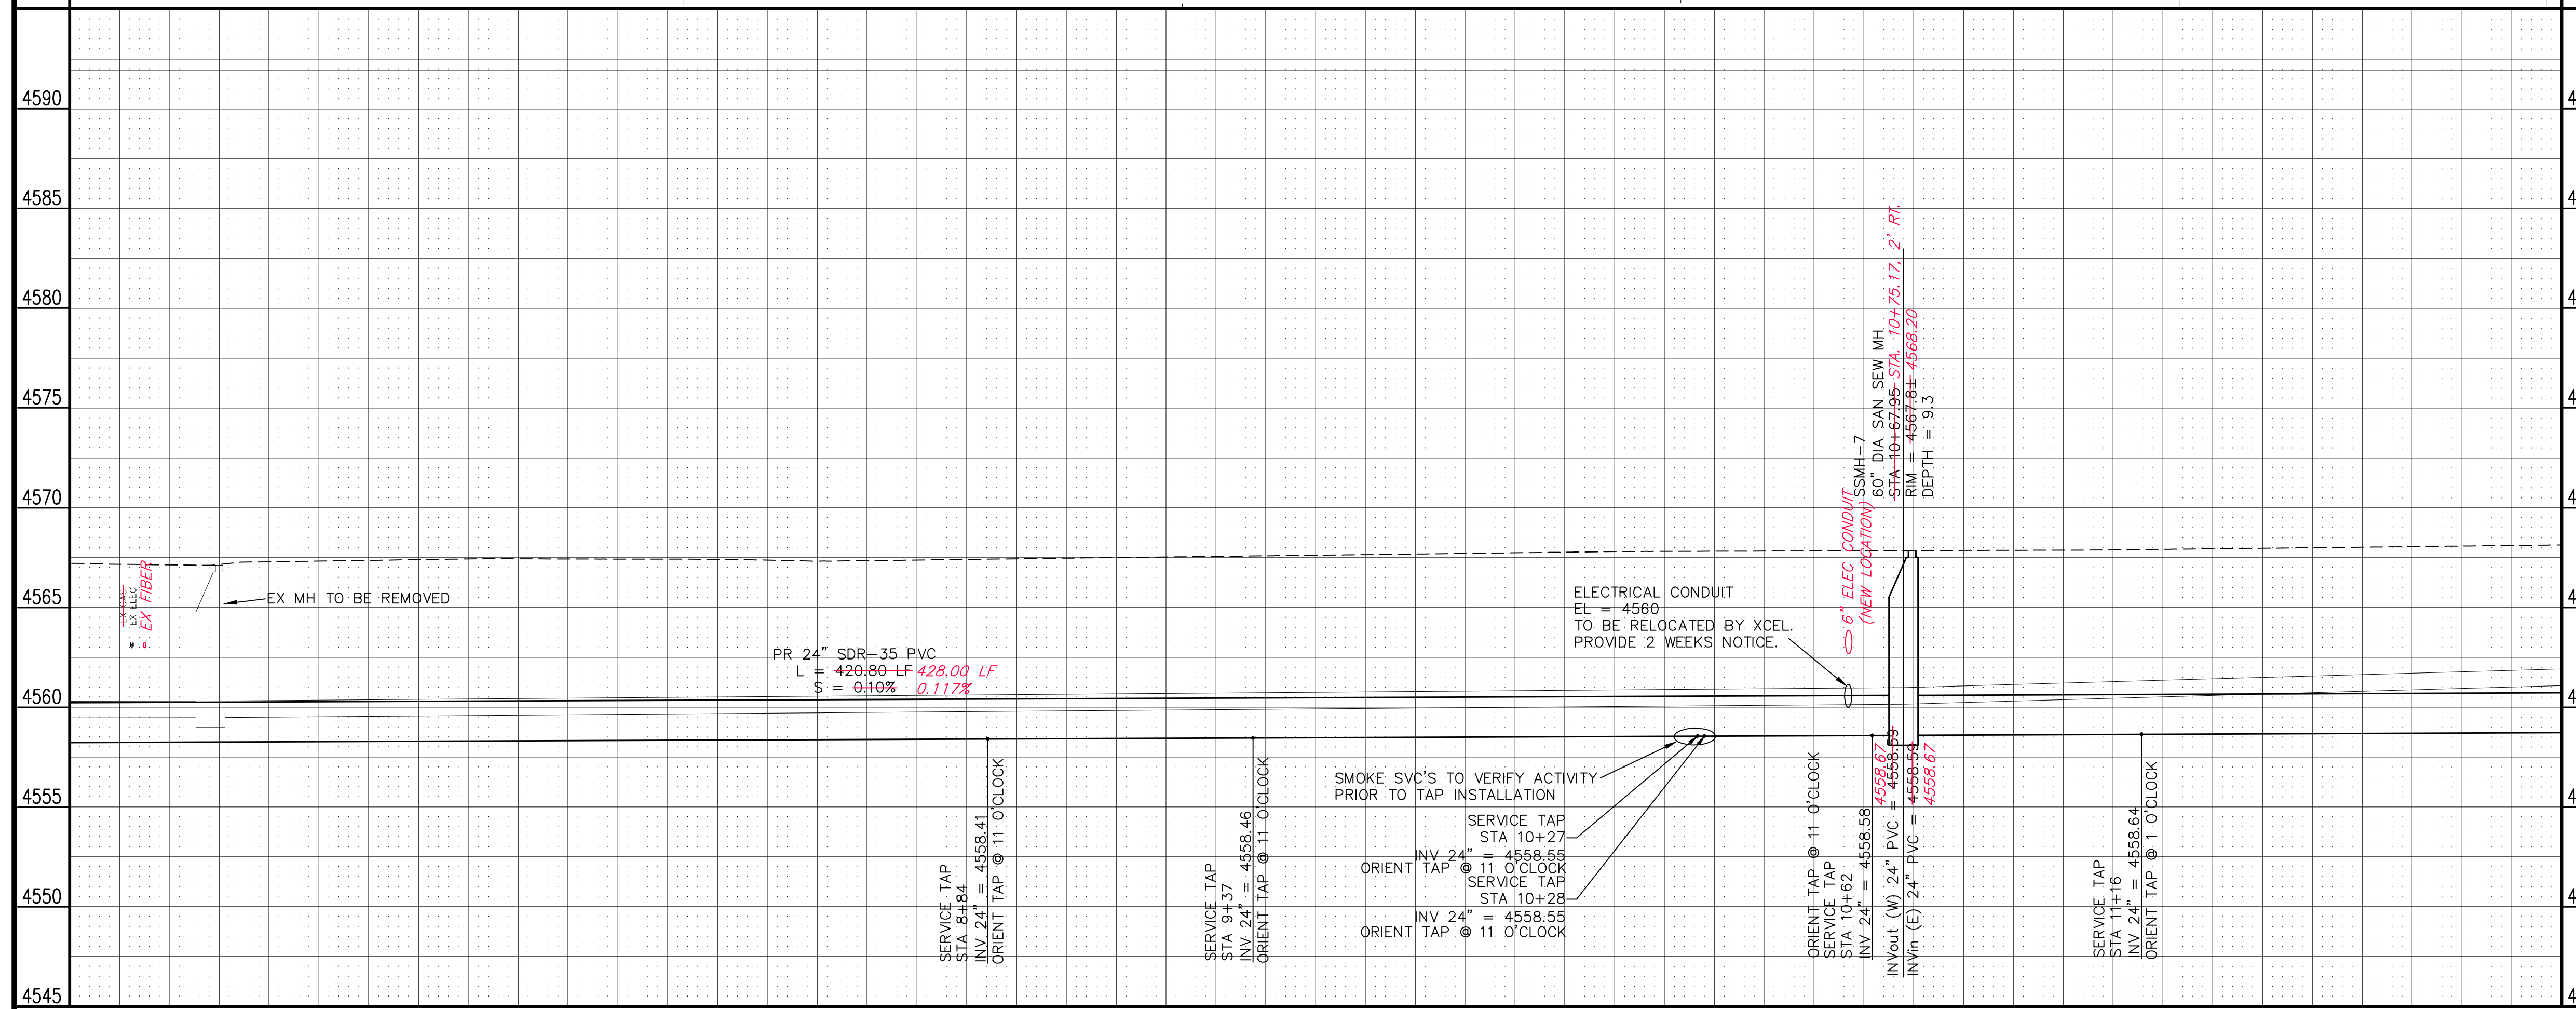 4590
4585
4580
4575
4570
4565
4560
4555
4550
4545
EX GAS
EX ELEC
EX FIBER
EX MH TO BE REMOVED
PR 24" SDR-35 PVC
L = 420.80 LF 428.00 LF
S = 0.10% 0.117%
SERVICE TAP
STA 8+84
INV 24" = 4558.41
ORIENT TAP @ 11 O'CLOCK
SERVICE TAP
STA 9+37
INV 24" = 4558.46
ORIENT TAP @ 11 O'CLOCK
SMOKE SVC'S TO VERIFY ACTIVITY
PRIOR TO TAP INSTALLATION
SERVICE TAP
STA 10+27
INV 24" = 4558.55
ORIENT TAP @ 11 O'CLOCK
SERVICE TAP
STA 10+28
INV 24" = 4558.55
ORIENT TAP @ 11 O'CLOCK
ELECTRICAL CONDUIT
EL = 4560
TO BE RELOCATED BY XCEL.
PROVIDE 2 WEEKS NOTICE.
6" ELEC CONDUIT
(NEW LOCATION)
SSMH-7
60" DIA SAN SEW MH
STA 10+67.95 STA. 10+75.17, 2' RT.
RIM = 4567.8± 4568.20
DEPTH = 9.3
ORIENT TAP @ 11 O'CLOCK
SERVICE TAP
STA 10+62
INV 24" = 4558.58
4558.67
INVout (W) 24" PVC = 4558.59
INVin (E) 24" PVC = 4558.59
4558.67
SERVICE TAP
STA 11+16
INV 24" = 4558.64
ORIENT TAP @ 1 O'CLOCK